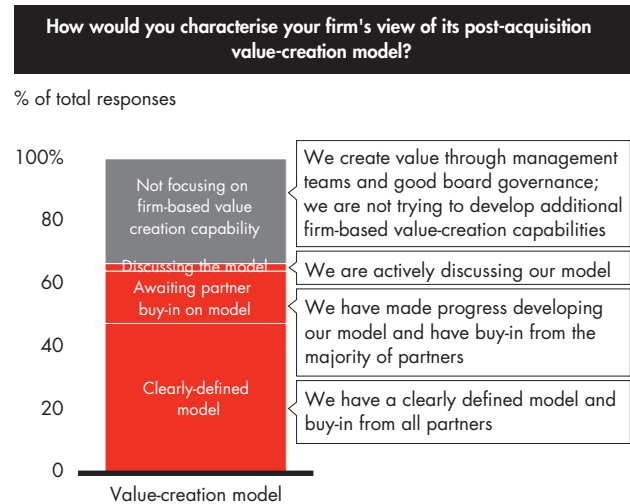 How would you characterise your firm's view of its post-acquisition
value-creation model?
% of total responses
100%
80
60
40
20
0
Not focusing on
firm-based value
creation capability
Discussing the model
Awaiting partner
buy-in on model
Clearly-defined
model
We create value through management
teams and good board governance;
we are not trying to develop additional
firm-based value-creation capabilities
We are actively discussing our model
We have made progress developing
our model and have buy-in from the
majority of partners
We have a clearly defined model and
buy-in from all partners
Value-creation model